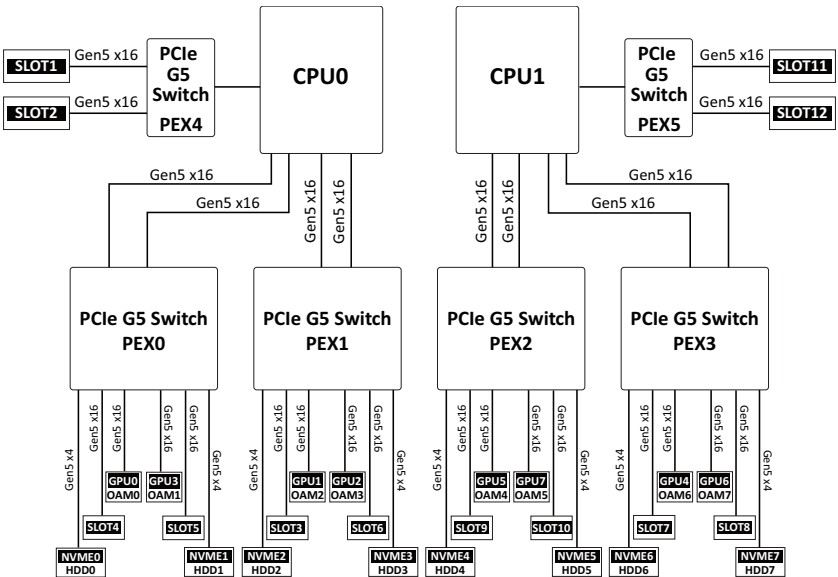 SLOT1
Gen5 x16
SLOT2
Gen5 x16
PCIe
G5
Switch
PEX4
CPU0
CPU1
PCIe
G5
Switch
PEX5
Gen5 x16
SLOT11
Gen5 x16
SLOT12
Gen5 x16
Gen5 x16
Gen5 x16
Gen5 x16
Gen5 x16
Gen5 x16
Gen5 x16
Gen5 x16
PCIe G5 Switch
PEX0
PCIe G5 Switch
PEX1
PCIe G5 Switch
PEX2
PCIe G5 Switch
PEX3
Gen5 x4
Gen5 x16
Gen5 x16
Gen5 x16
Gen5 x16
Gen5 x4
Gen5 x4
Gen5 x16
Gen5 x16
Gen5 x16
Gen5 x16
Gen5 x4
Gen5 x4
Gen5 x16
Gen5 x16
Gen5 x16
Gen5 x16
Gen5 x4
Gen5 x4
Gen5 x16
Gen5 x16
Gen5 x16
Gen5 x16
Gen5 x4
GPU0
OAM0
GPU3
OAM1
GPU1
OAM2
GPU2
OAM3
GPU5
OAM4
GPU7
OAM5
GPU4
OAM6
GPU6
OAM7
SLOT4
SLOT5
SLOT3
SLOT6
SLOT9
SLOT10
SLOT7
SLOT8
NVME0
HDD0
NVME1
HDD1
NVME2
HDD2
NVME3
HDD3
NVME4
HDD4
NVME5
HDD5
NVME6
HDD6
NVME7
HDD7